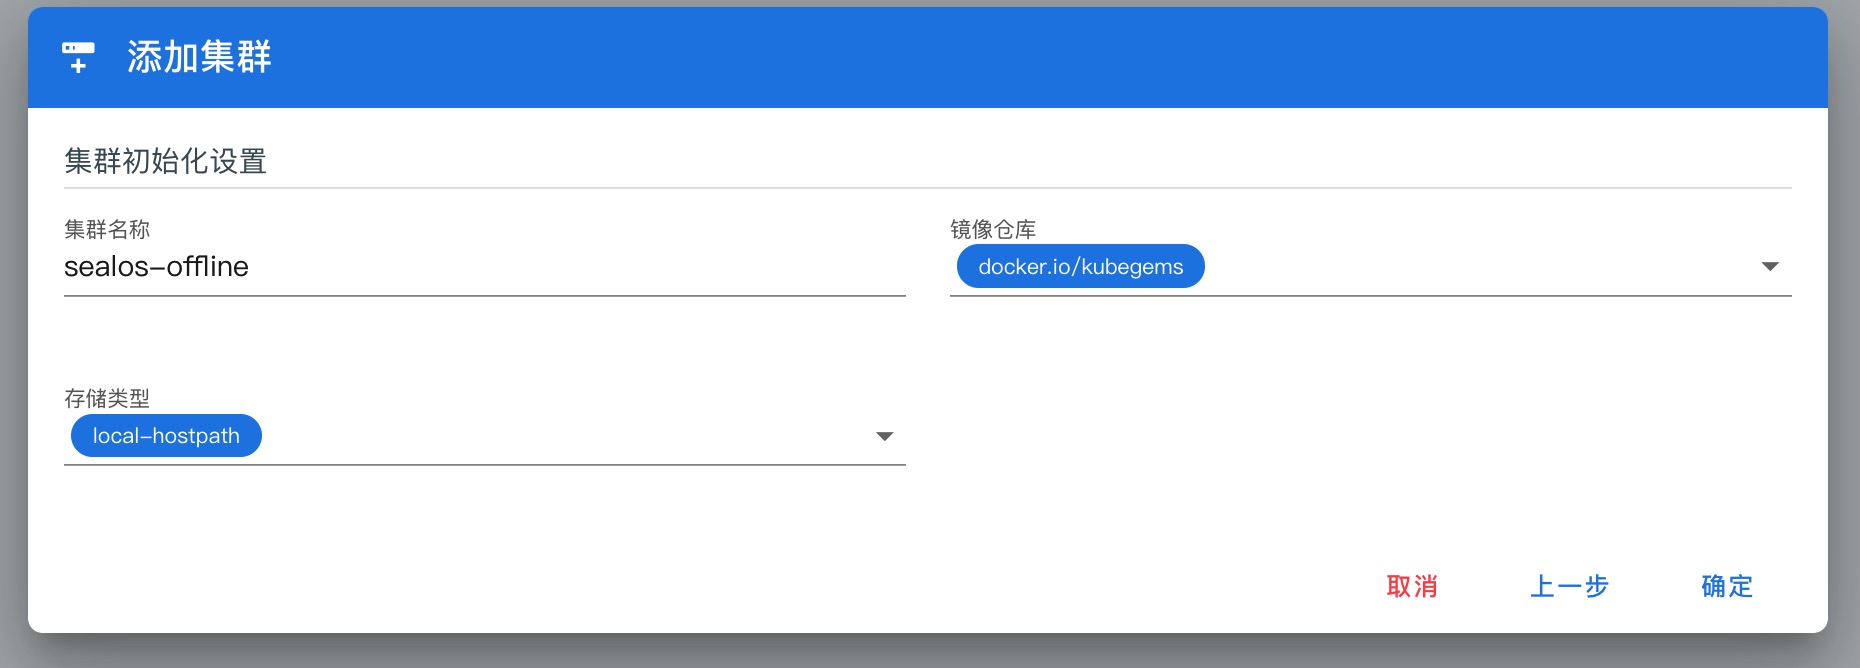 添加集群
集群初始化设置
集群名称
sealos-offline
镜像仓库
docker.io/kubegems
存储类型
local-hostpath
取消
上一步
确定